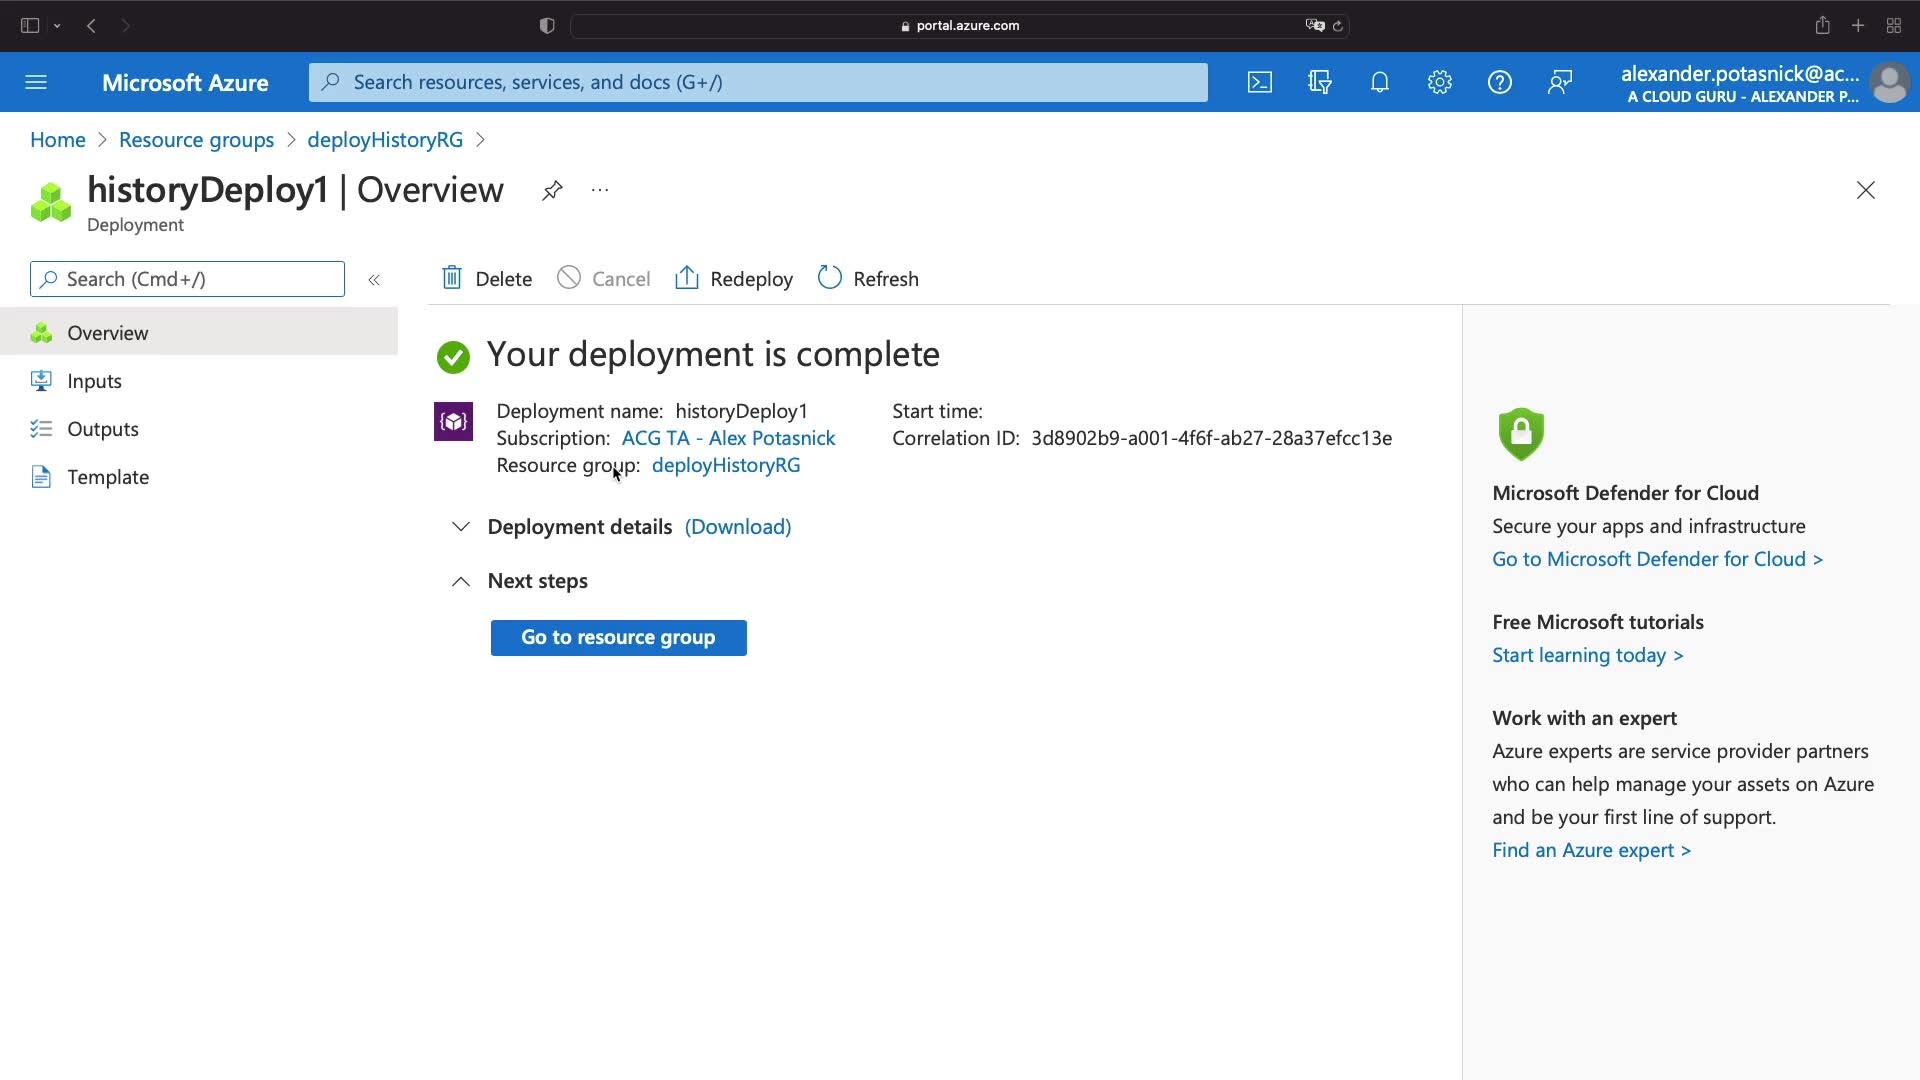 portal.azure.com
Microsoft Azure
Search resources, services, and docs (G+/)
alexander.potasnick@ac...
A CLOUD GURU - ALEXANDER P...
Home > Resource groups > deployHistoryRG >
historyDeploy1 | Overview ...
Deployment
Search (Cmd+/)
«
Delete
Cancel
Redeploy
Refresh
Overview
Inputs
Outputs
Template
Your deployment is complete
Deployment name: historyDeploy1
Subscription: ACG TA - Alex Potasnick
Resource group: deployHistoryRG
Start time:
Correlation ID: 3d8902b9-a001-4f6f-ab27-28a37efcc13e
Deployment details (Download)
Next steps
Go to resource group
Microsoft Defender for Cloud
Secure your apps and infrastructure
Go to Microsoft Defender for Cloud >
Free Microsoft tutorials
Start learning today >
Work with an expert
Azure experts are service provider partners
who can help manage your assets on Azure
and be your first line of support.
Find an Azure expert >